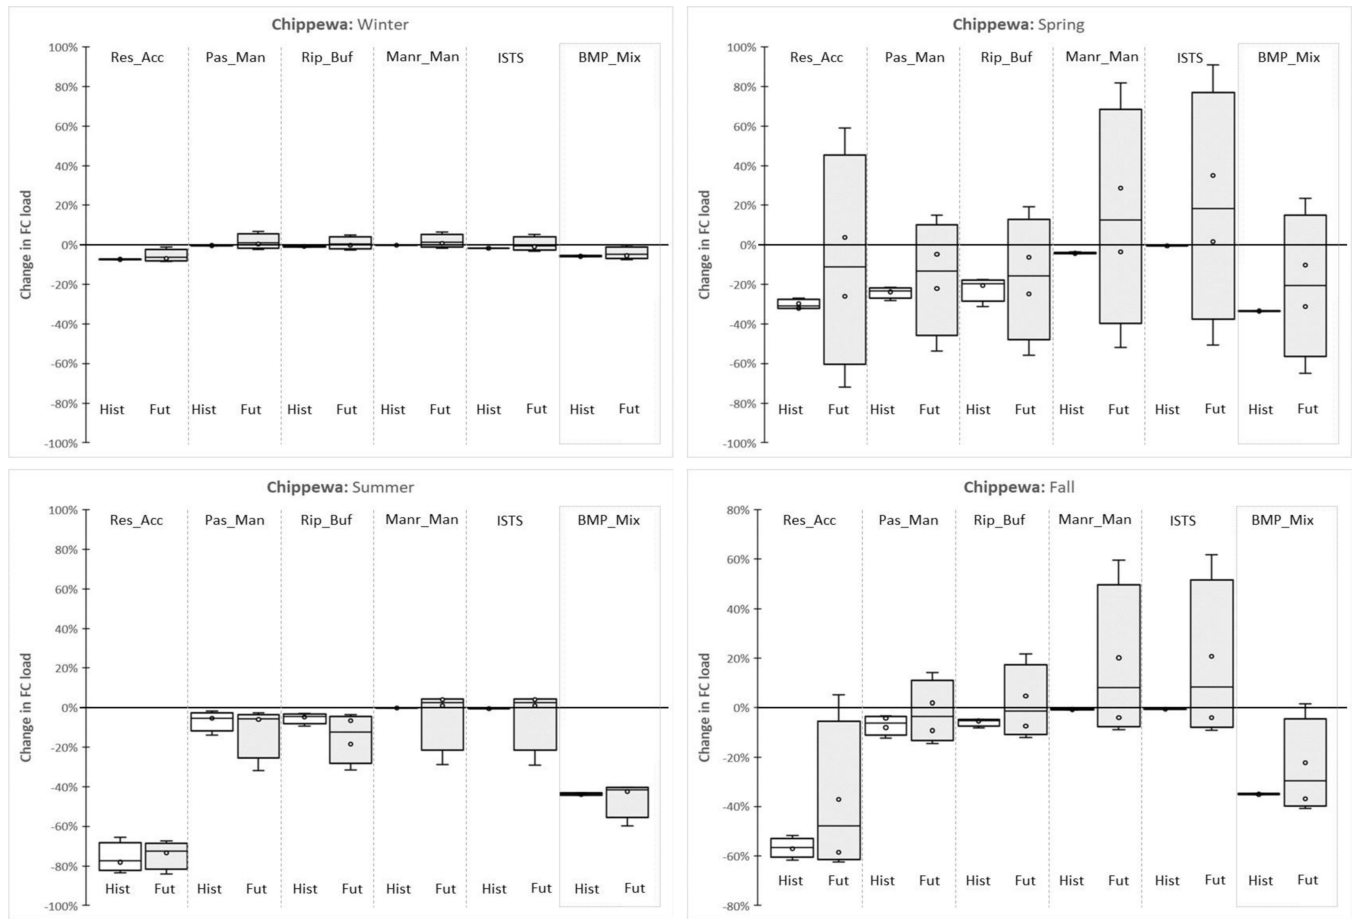 Chippewa: Winter
Change in FC load
100%
80%
60%
40%
20%
0%
-20%
-40%
-60%
-80%
-100%
Res_Acc Pas_Man Rip_Buf Manr_Man ISTS BMP_Mix
Hist Fut Hist Fut Hist Fut Hist Fut Hist Fut Hist Fut
Chippewa: Spring
Change in FC load
100%
80%
60%
40%
20%
0%
-20%
-40%
-60%
-80%
-100%
Res_Acc Pas_Man Rip_Buf Manr_Man ISTS BMP_Mix
Hist Fut Hist Fut Hist Fut Hist Fut Hist Fut Hist Fut
Chippewa: Summer
Change in FC load
100%
80%
60%
40%
20%
0%
-20%
-40%
-60%
-80%
-100%
Res_Acc Pas_Man Rip_Buf Manr_Man ISTS BMP_Mix
Hist Fut Hist Fut Hist Fut Hist Fut Hist Fut Hist Fut
Chippewa: Fall
Change in FC load
80%
60%
40%
20%
0%
-20%
-40%
-60%
-80%
Res_Acc Pas_Man Rip_Buf Manr_Man ISTS BMP_Mix
Hist Fut Hist Fut Hist Fut Hist Fut Hist Fut Hist Fut